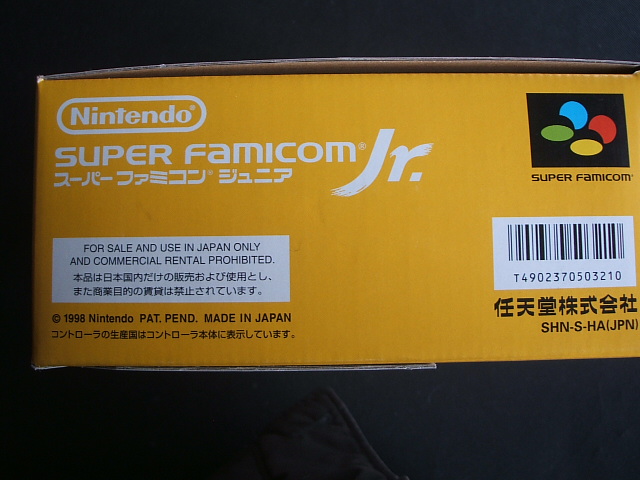 Nintendo®
SUPER FAMICOM® Jr.
スーパーファミコン® ジュニア
FOR SALE AND USE IN JAPAN ONLY
AND COMMERCIAL RENTAL PROHIBITED.
本品は日本国内だけの販売および使用とし、
また商業目的の賃貸は禁止されています。
© 1998 Nintendo PAT. PEND. MADE IN JAPAN
コントローラの生産国はコントローラ本体に表示しています。
SUPER FAMICOM®
T4902370503210
任天堂株式会社
SHN-S-HA(JPN)